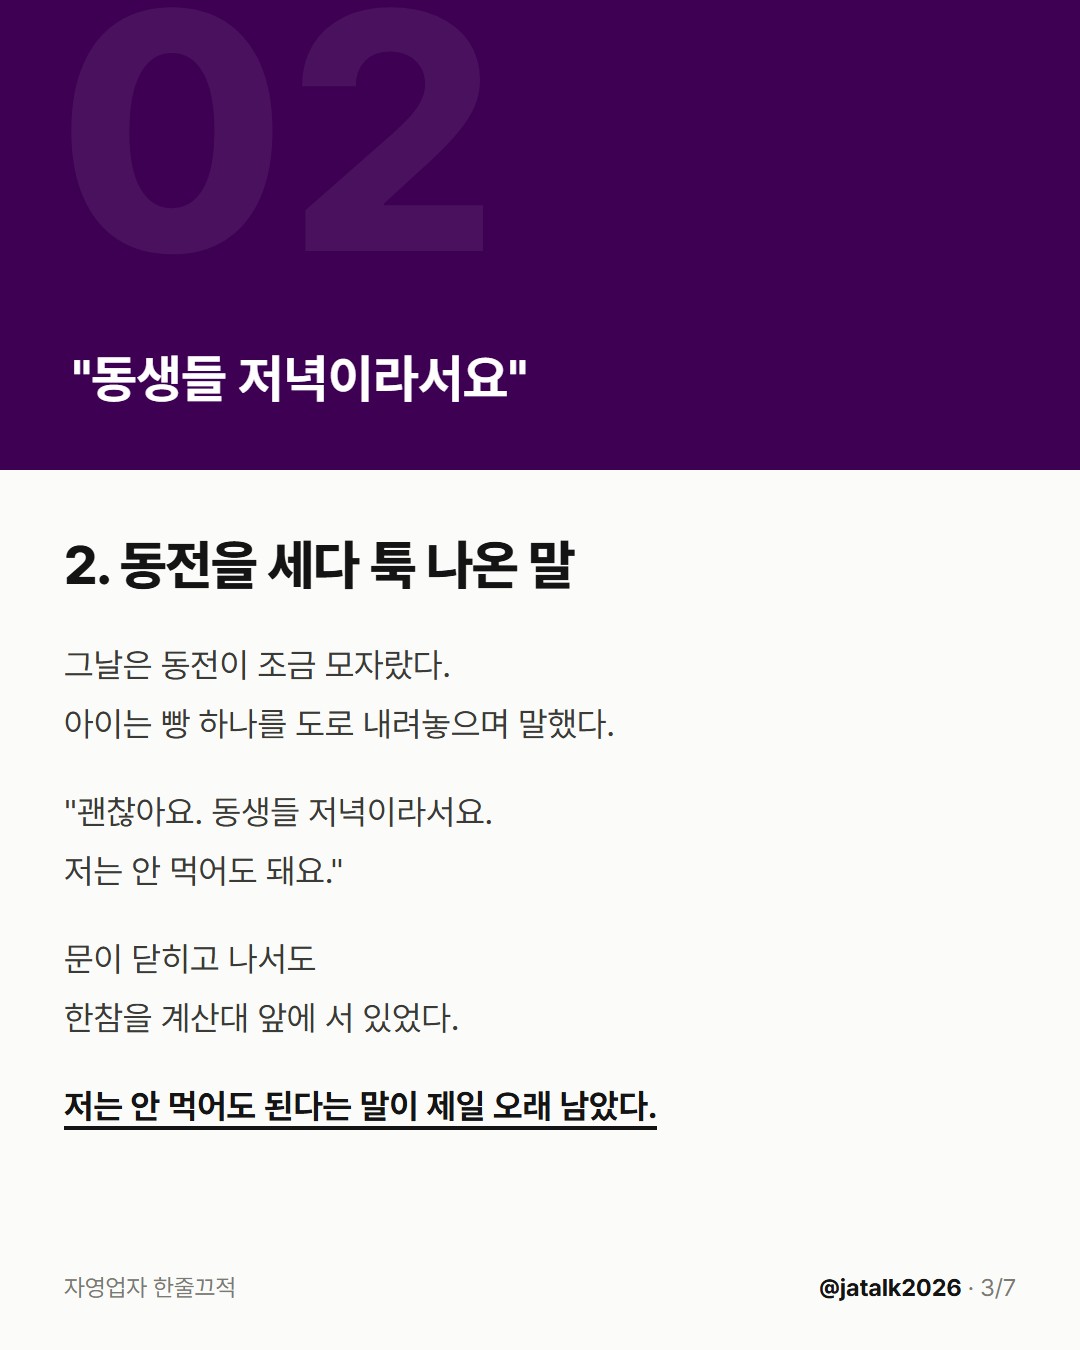 02
"동생들 저녁이라서요"
2. 동전을 세다 툭 나온 말
그날은 동전이 조금 모자랐다.
아이는 빵 하나를 도로 내려놓으며 말했다.
"괜찮아요. 동생들 저녁이라서요.
저는 안 먹어도 돼요."
문이 닫히고 나서도
한참을 계산대 앞에 서 있었다.
저는 안 먹어도 된다는 말이 제일 오래 남았다.
자영업자 한줄끄적
@jatalk2026 · 3/7